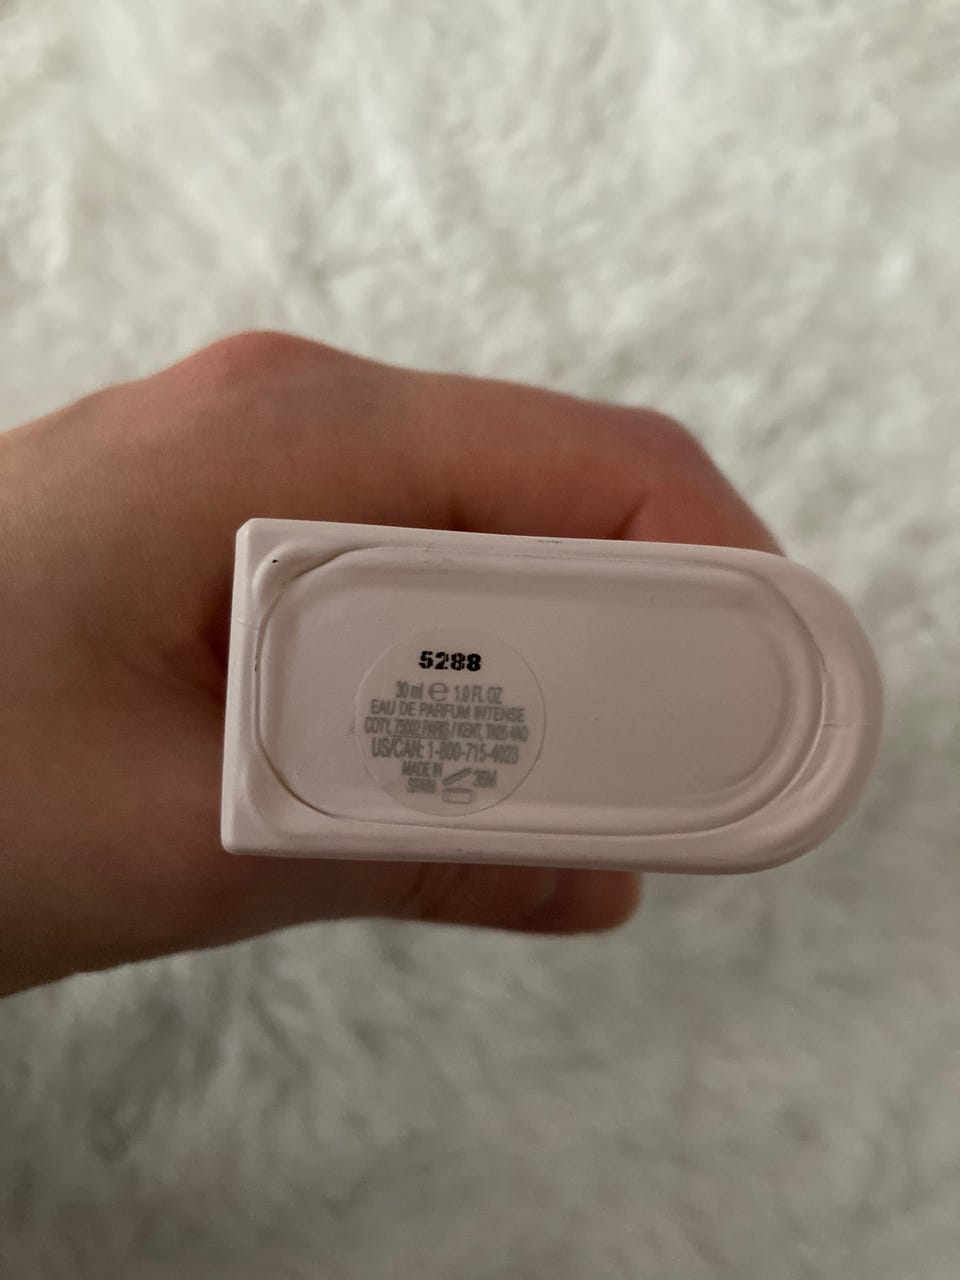 5288
30 ml ℮ 1.0 FL. OZ
EAU DE PARFUM INTENSE
COTY, 75002 PARIS / KENT, TN25 4AQ
US/CAN: 1-800-715-4023
MADE IN
SPAIN
36M